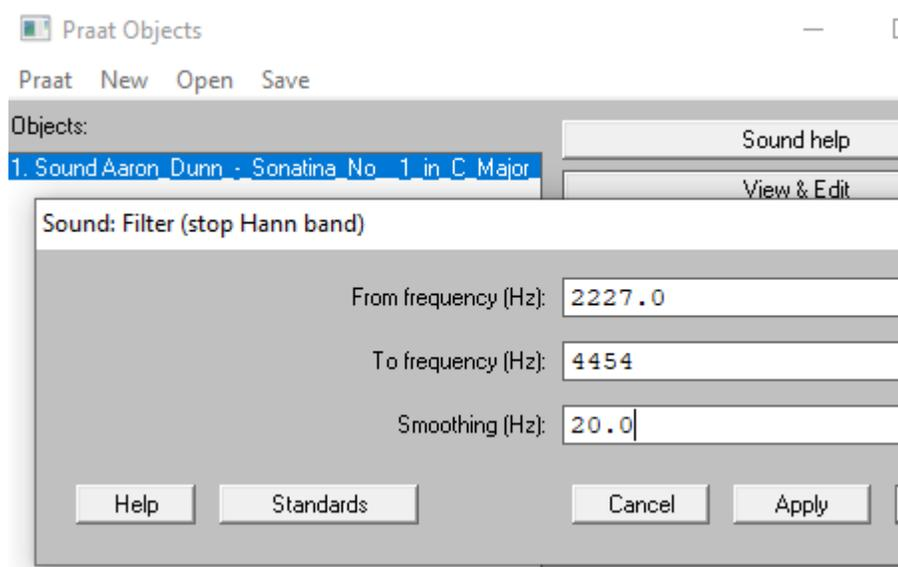 Praat Objects
Praat New Open Save
Objects:
Sound help
1. Sound Aaron_Dunn_-_Sonatina_No__1_in_C_Major
View & Edit
Sound: Filter (stop Hann band)
From frequency (Hz): 2227.0
To frequency (Hz): 4454
Smoothing (Hz): 20.0
Help Standards Cancel Apply